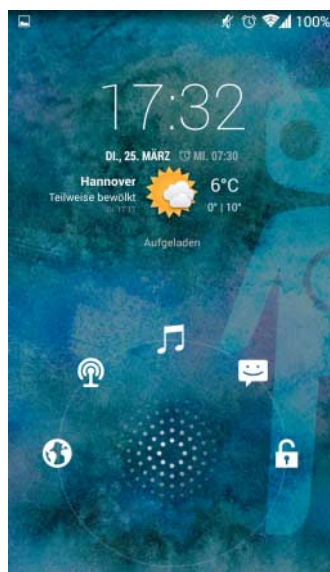 100%
17:32
DI., 25. MÄRZ MI. 07:30
Hannover
Teilweise bewölkt
6°C
0° | 10°
Aufgeladen